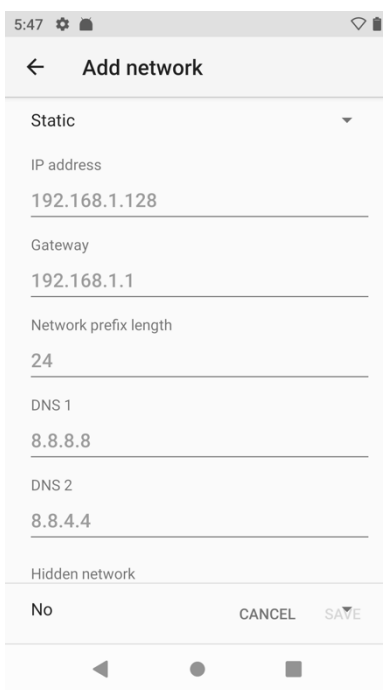 5:47
Add network
Static
IP address
192.168.1.128
Gateway
192.168.1.1
Network prefix length
24
DNS 1
8.8.8.8
DNS 2
8.8.4.4
Hidden network
No CANCEL SAVE